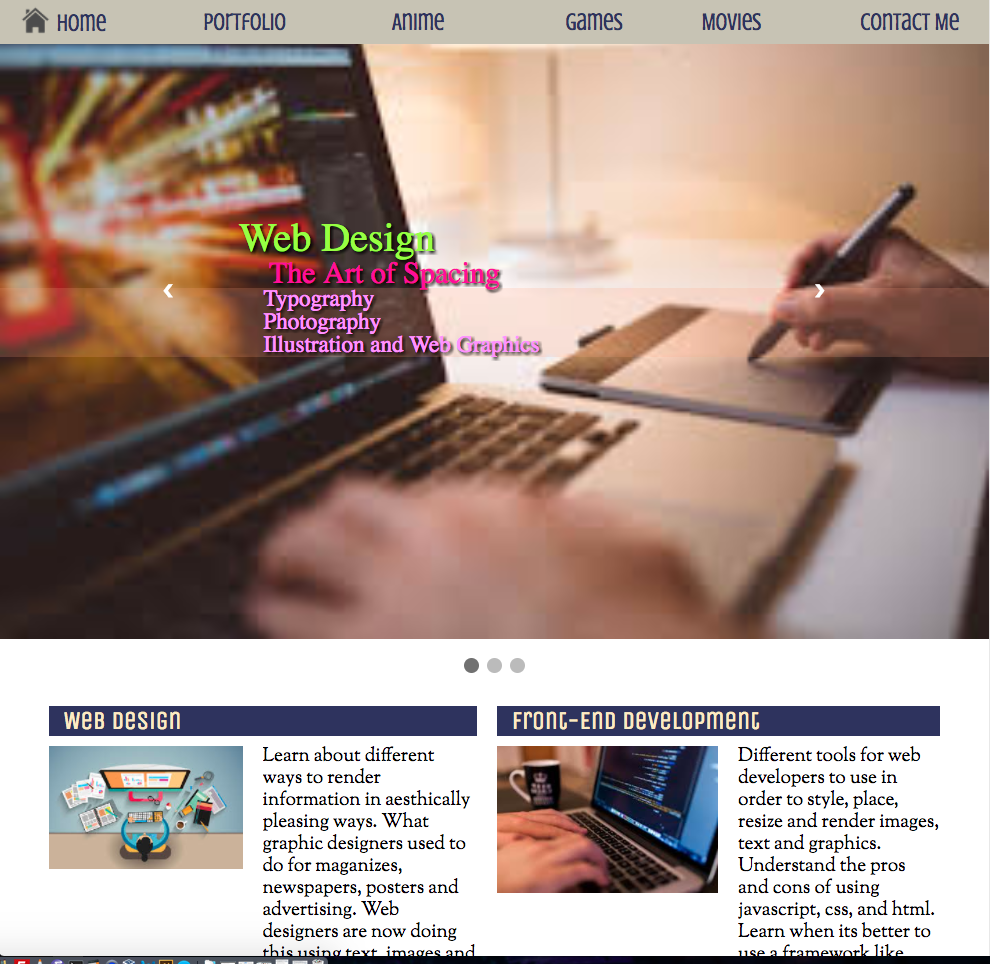 Home Portfolio Anime Games Movies Contact Me
Web Design
The Art of Spacing
Typography
Photography
Illustration and Web Graphics
Web Design
Learn about different
ways to render
information in aesthically
pleasing ways. What
graphic designers used to
do for maganizes,
newspapers, posters and
advertising. Web
designers are now doing
this using text, images and
Front-End Development
Different tools for web
developers to use in
order to style, place,
resize and render images,
text and graphics.
Understand the pros
and cons of using
javascript, css, and html.
Learn when its better to
use a framework like